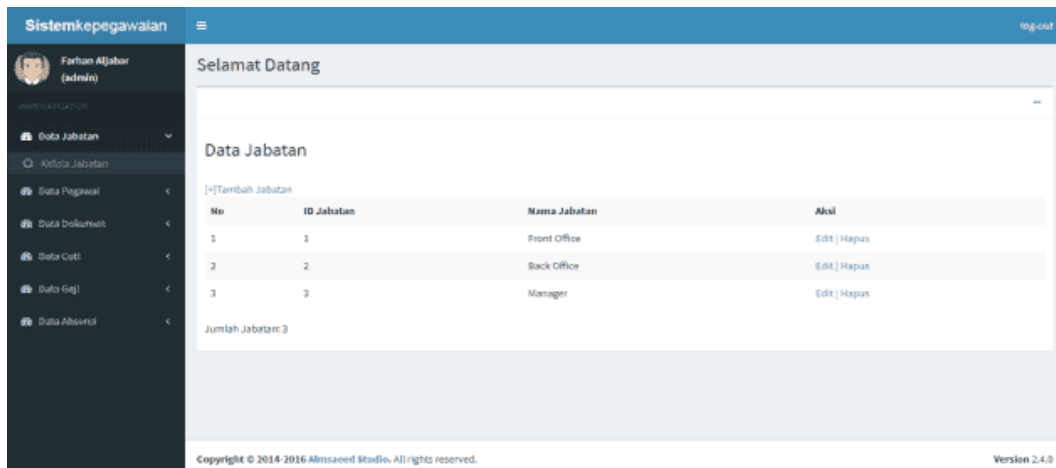 Sistemkepegawaian
log-out
Farhan Aljabar
(admin)
Selamat Datang
MAIN NAVIGATION
Data Jabatan
Kelola Jabatan
Data Pegawai
Data Dokumen
Data Cuti
Data Gaji
Data Absensi
Data Jabatan
[+]Tambah Jabatan
No ID Jabatan Nama Jabatan Aksi
1 1 Front Office Edit | Hapus
2 2 Back Office Edit | Hapus
3 3 Manager Edit | Hapus
Jumlah Jabatan: 3
Copyright © 2014-2016 Almsaeed Studio. All rights reserved.
Version 2.4.0